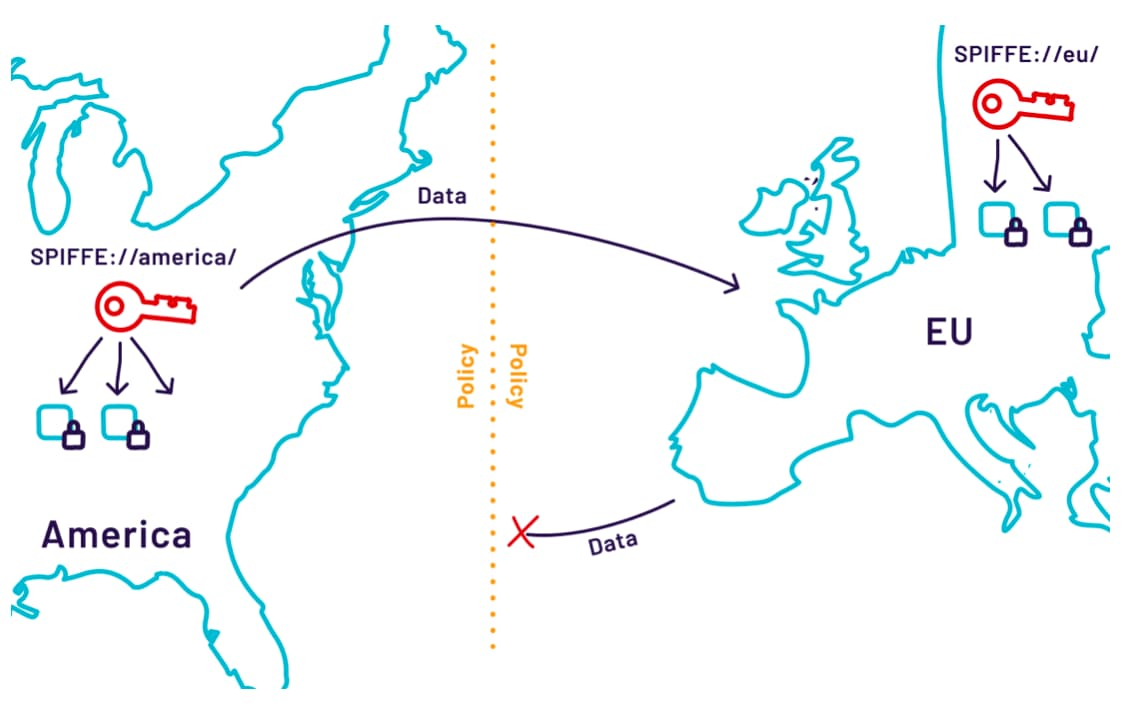 SPIFFE://eu/
Data
SPIFFE://america/
EU
Policy
Policy
America
Data